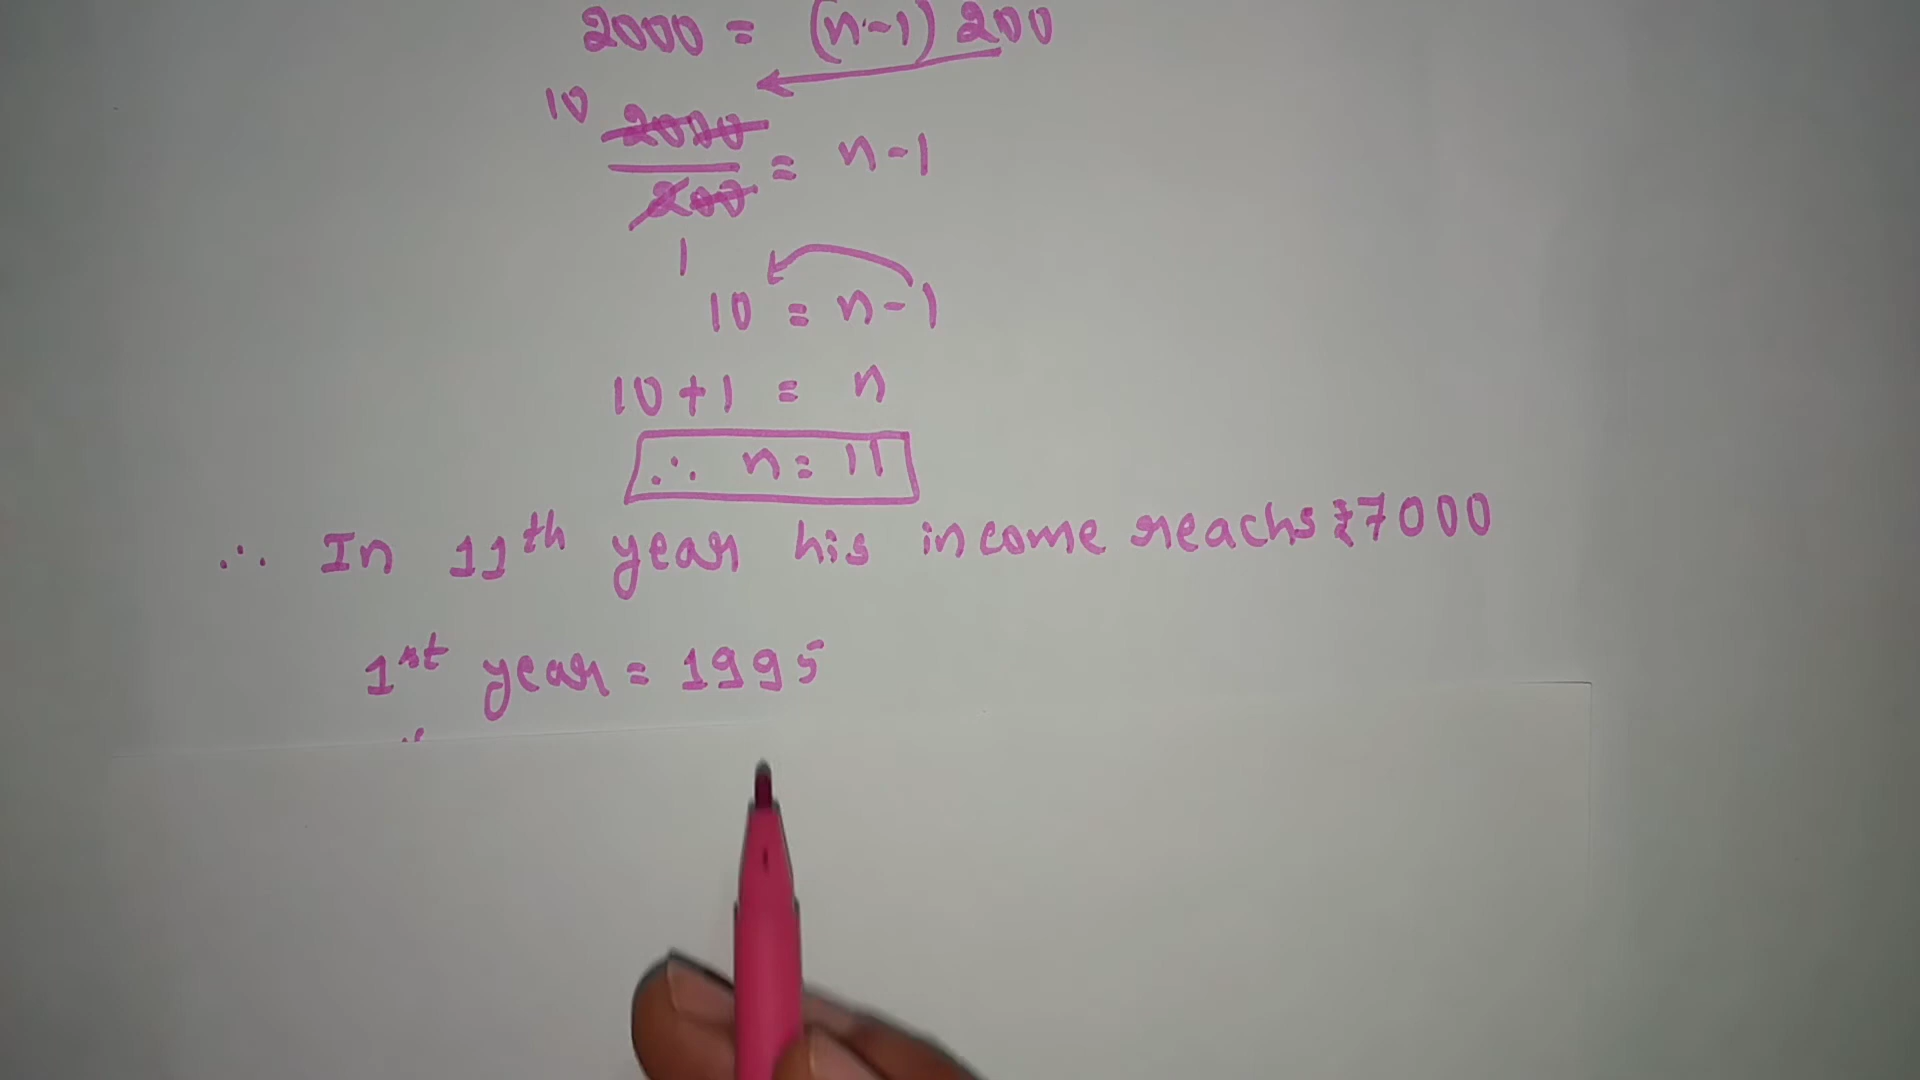 2000 = (n-1) 200
10 2000/200 = n-1
1
10 = n-1
10+1 = n
∴ n = 11
∴ In 11th year his income reachs ₹7000
1st year = 1995